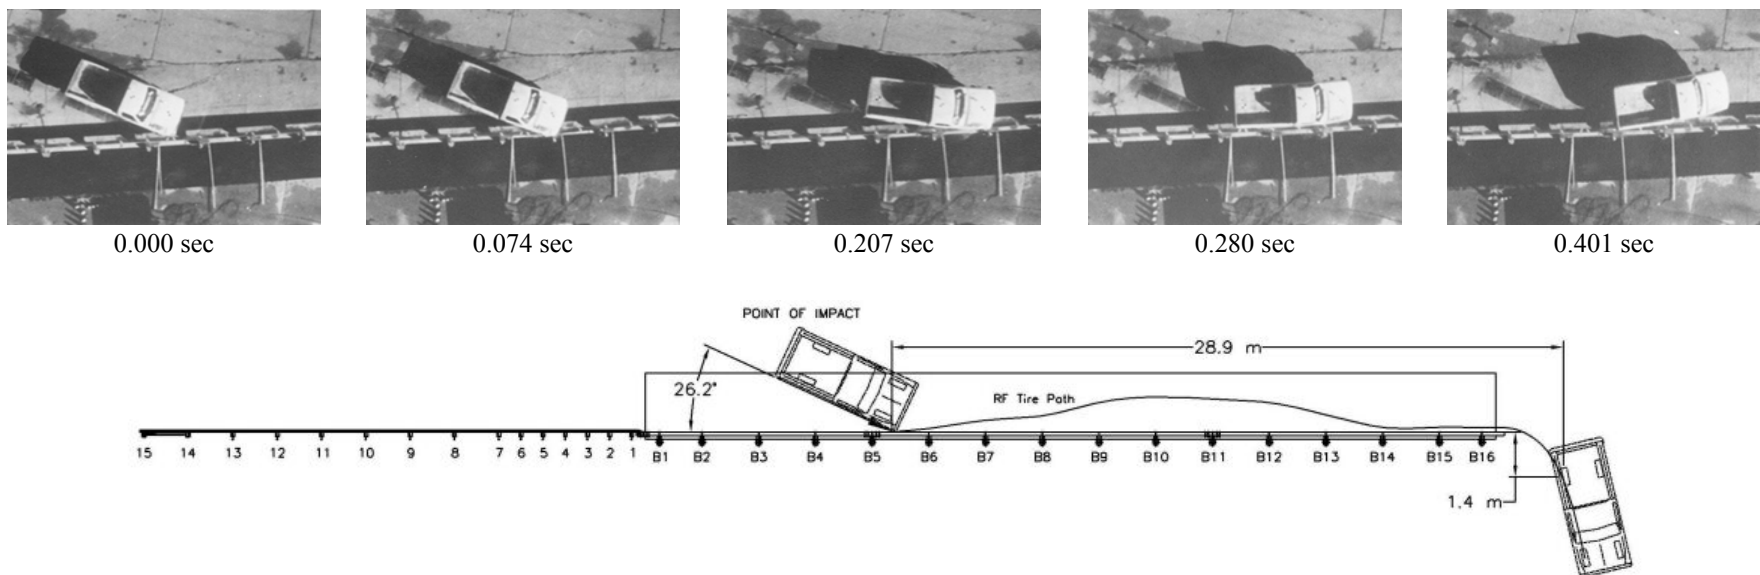 0.000 sec
0.074 sec
0.207 sec
0.280 sec
0.401 sec
POINT OF IMPACT
28.9 m
26.2°
RF Tire Path
15 14 13 12 11 10 9 8 7 6 5 4 3 2 1 B1 B2 B3 B4 B5 B6 B7 B8 B9 B10 B11 B12 B13 B14 B15 B16
1.4 m